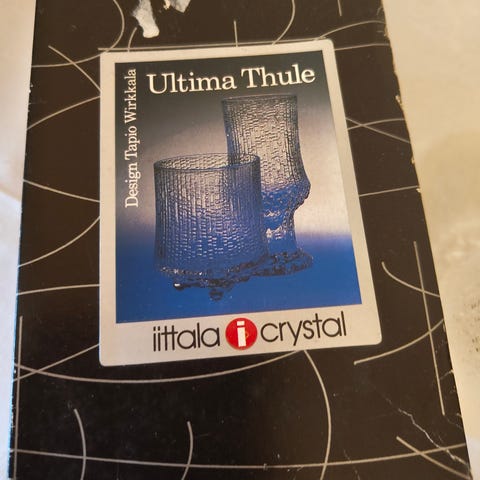 Ultima Thule
Design Tapio Wirkkala
iittala i crystal